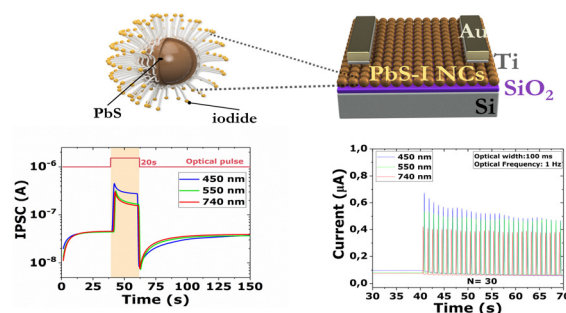 Au
Ti
PbS-I NCs
SiO2
Si
PbS
iodide
10-6
10-7
10-8
IPSC (A)
20s
Optical pulse
450 nm
550 nm
740 nm
0 25 50 75 100 125 150
Time (s)
1,0
0,8
0,6
0,4
0,2
0,0
Current (µA)
450 nm
550 nm
740 nm
Optical width:100 ms
Optical Frequency: 1 Hz
N= 30
30 35 40 45 50 55 60 65 70
Time (s)